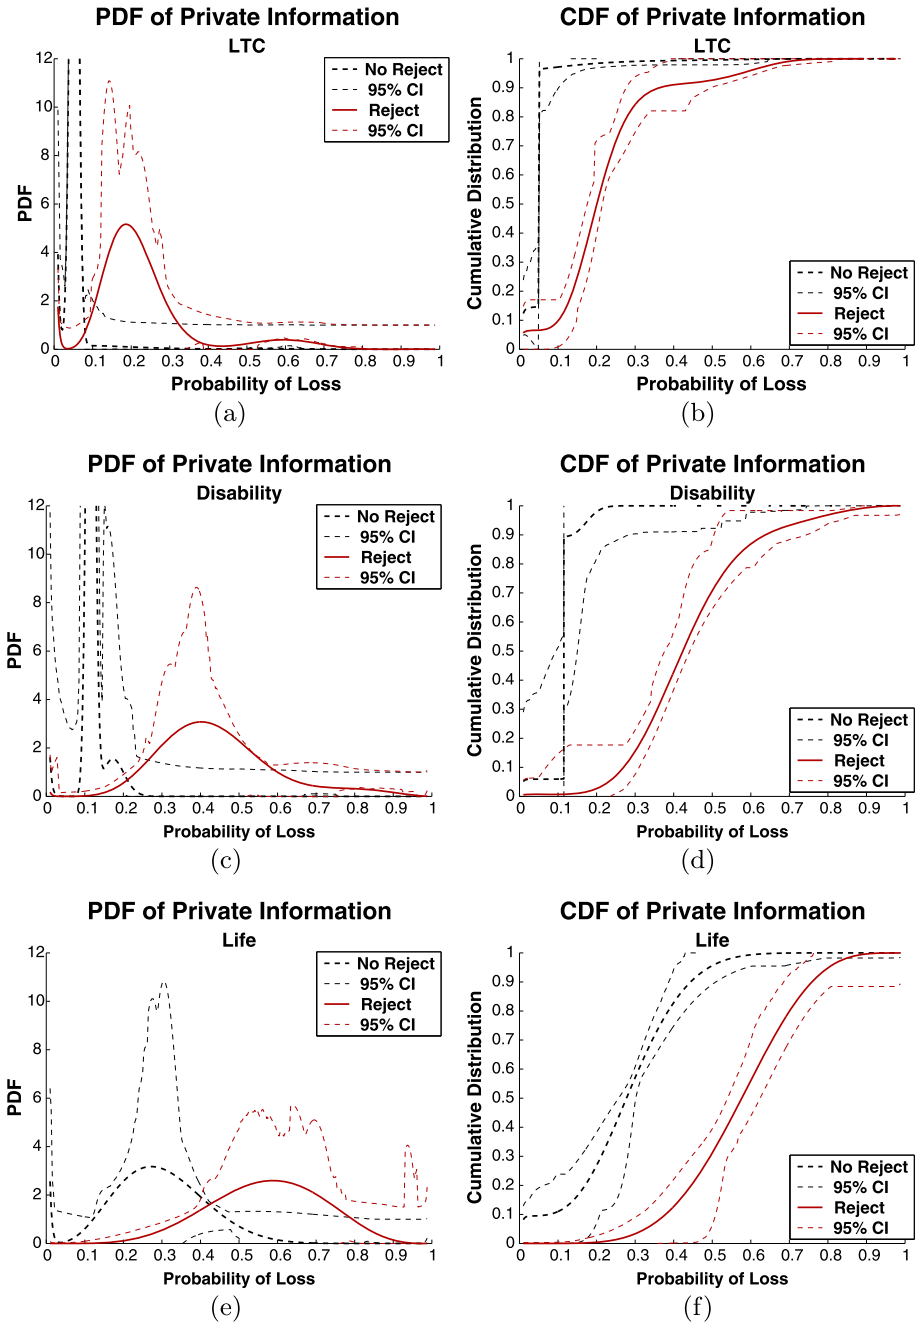 PDF of Private Information
LTC
12
10
8
6
4
2
0
PDF
0 0.1 0.2 0.3 0.4 0.5 0.6 0.7 0.8 0.9 1
Probability of Loss
No Reject
95% CI
Reject
95% CI
(a)
CDF of Private Information
LTC
1
0.9
0.8
0.7
0.6
0.5
0.4
0.3
0.2
0.1
0
Cumulative Distribution
0 0.1 0.2 0.3 0.4 0.5 0.6 0.7 0.8 0.9 1
Probability of Loss
No Reject
95% CI
Reject
95% CI
(b)
PDF of Private Information
Disability
12
10
8
6
4
2
0
PDF
0 0.1 0.2 0.3 0.4 0.5 0.6 0.7 0.8 0.9 1
Probability of Loss
No Reject
95% CI
Reject
95% CI
(c)
CDF of Private Information
Disability
1
0.9
0.8
0.7
0.6
0.5
0.4
0.3
0.2
0.1
0
Cumulative Distribution
0 0.1 0.2 0.3 0.4 0.5 0.6 0.7 0.8 0.9 1
Probability of Loss
No Reject
95% CI
Reject
95% CI
(d)
PDF of Private Information
Life
12
10
8
6
4
2
0
PDF
0 0.1 0.2 0.3 0.4 0.5 0.6 0.7 0.8 0.9 1
Probability of Loss
No Reject
95% CI
Reject
95% CI
(e)
CDF of Private Information
Life
1
0.9
0.8
0.7
0.6
0.5
0.4
0.3
0.2
0.1
0
Cumulative Distribution
0 0.1 0.2 0.3 0.4 0.5 0.6 0.7 0.8 0.9 1
Probability of Loss
No Reject
95% CI
Reject
95% CI
(f)